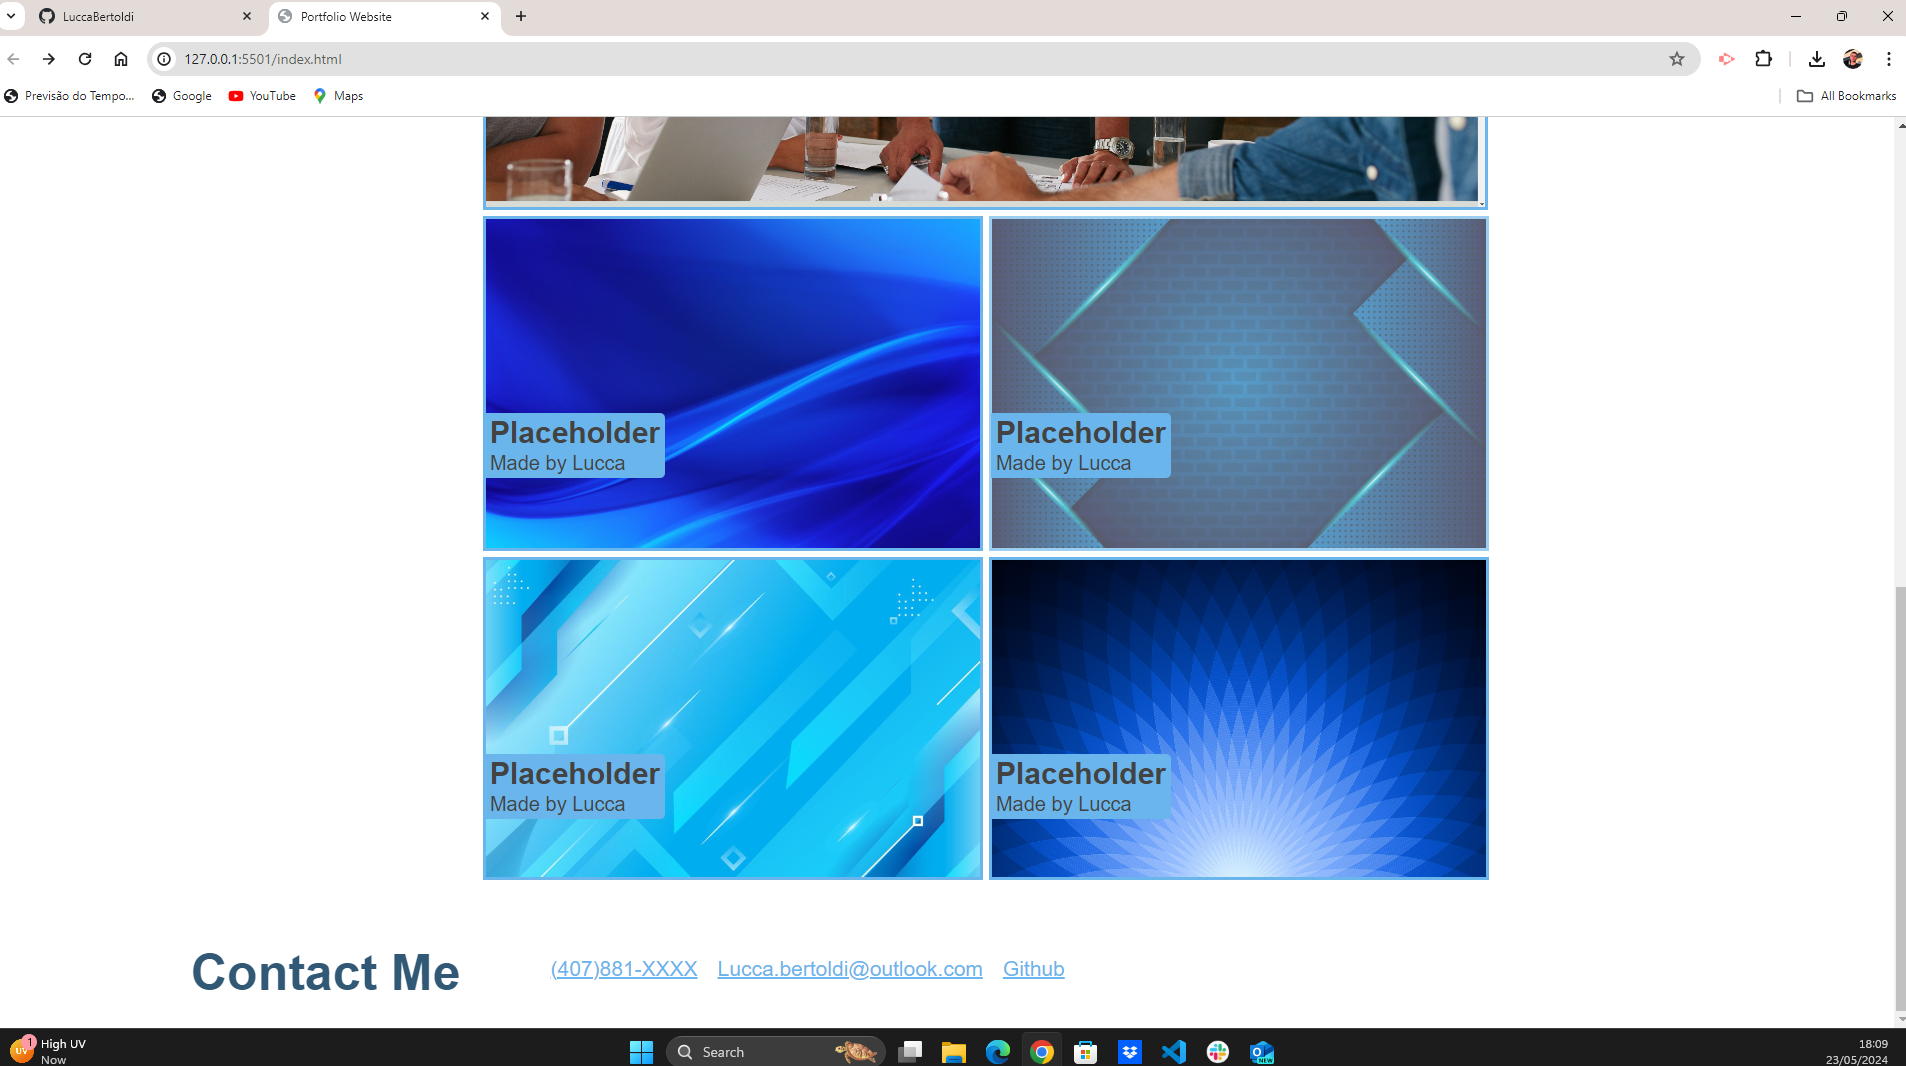 LuccaBertoldi
Portfolio Website
127.0.0.1:5501/index.html
Previsão do Tempo...
Google
YouTube
Maps
All Bookmarks
Placeholder
Made by Lucca
Placeholder
Made by Lucca
Placeholder
Made by Lucca
Placeholder
Made by Lucca
Contact Me
(407)881-XXXX
Lucca.bertoldi@outlook.com
Github
UV
1
High UV
Now
Search
NEW
18:09
23/05/2024